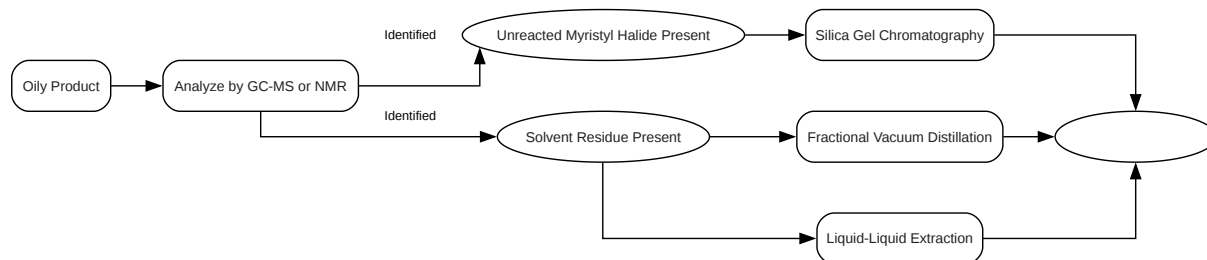 Identified
Unreacted Myristyl Halide Present
Silica Gel Chromatography
Oily Product
Analyze by GC-MS or NMR
Identified
Solvent Residue Present
Fractional Vacuum Distillation
Liquid-Liquid Extraction